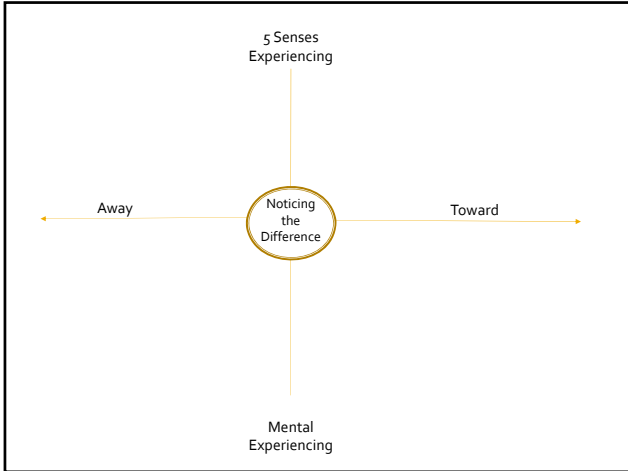 5 Senses
Experiencing
Away
Noticing
the
Difference
Toward
Mental
Experiencing